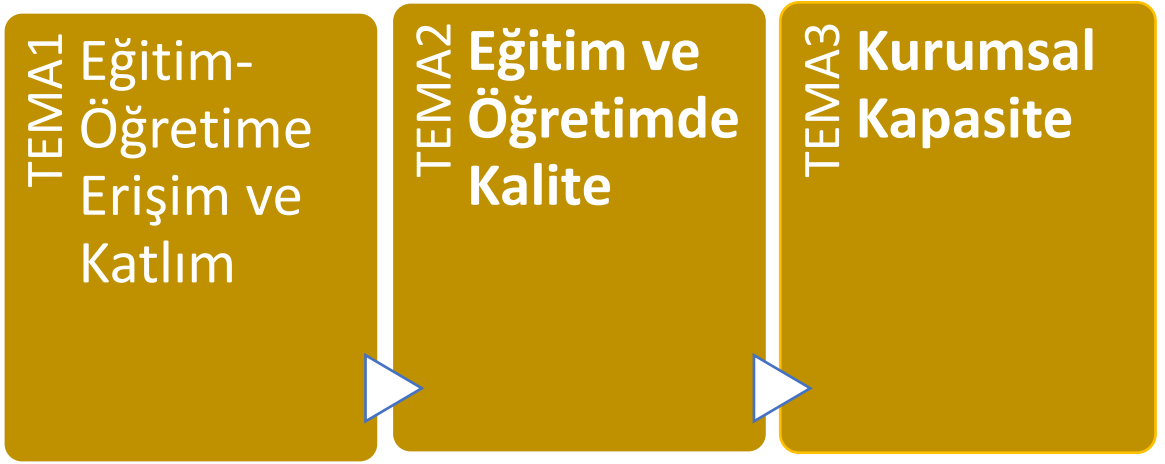 TEMA1
Eğitim-
Öğretime
Erişim ve
Katlım
TEMA2
Eğitim ve
Öğretimde
Kalite
TEMA3
Kurumsal
Kapasite